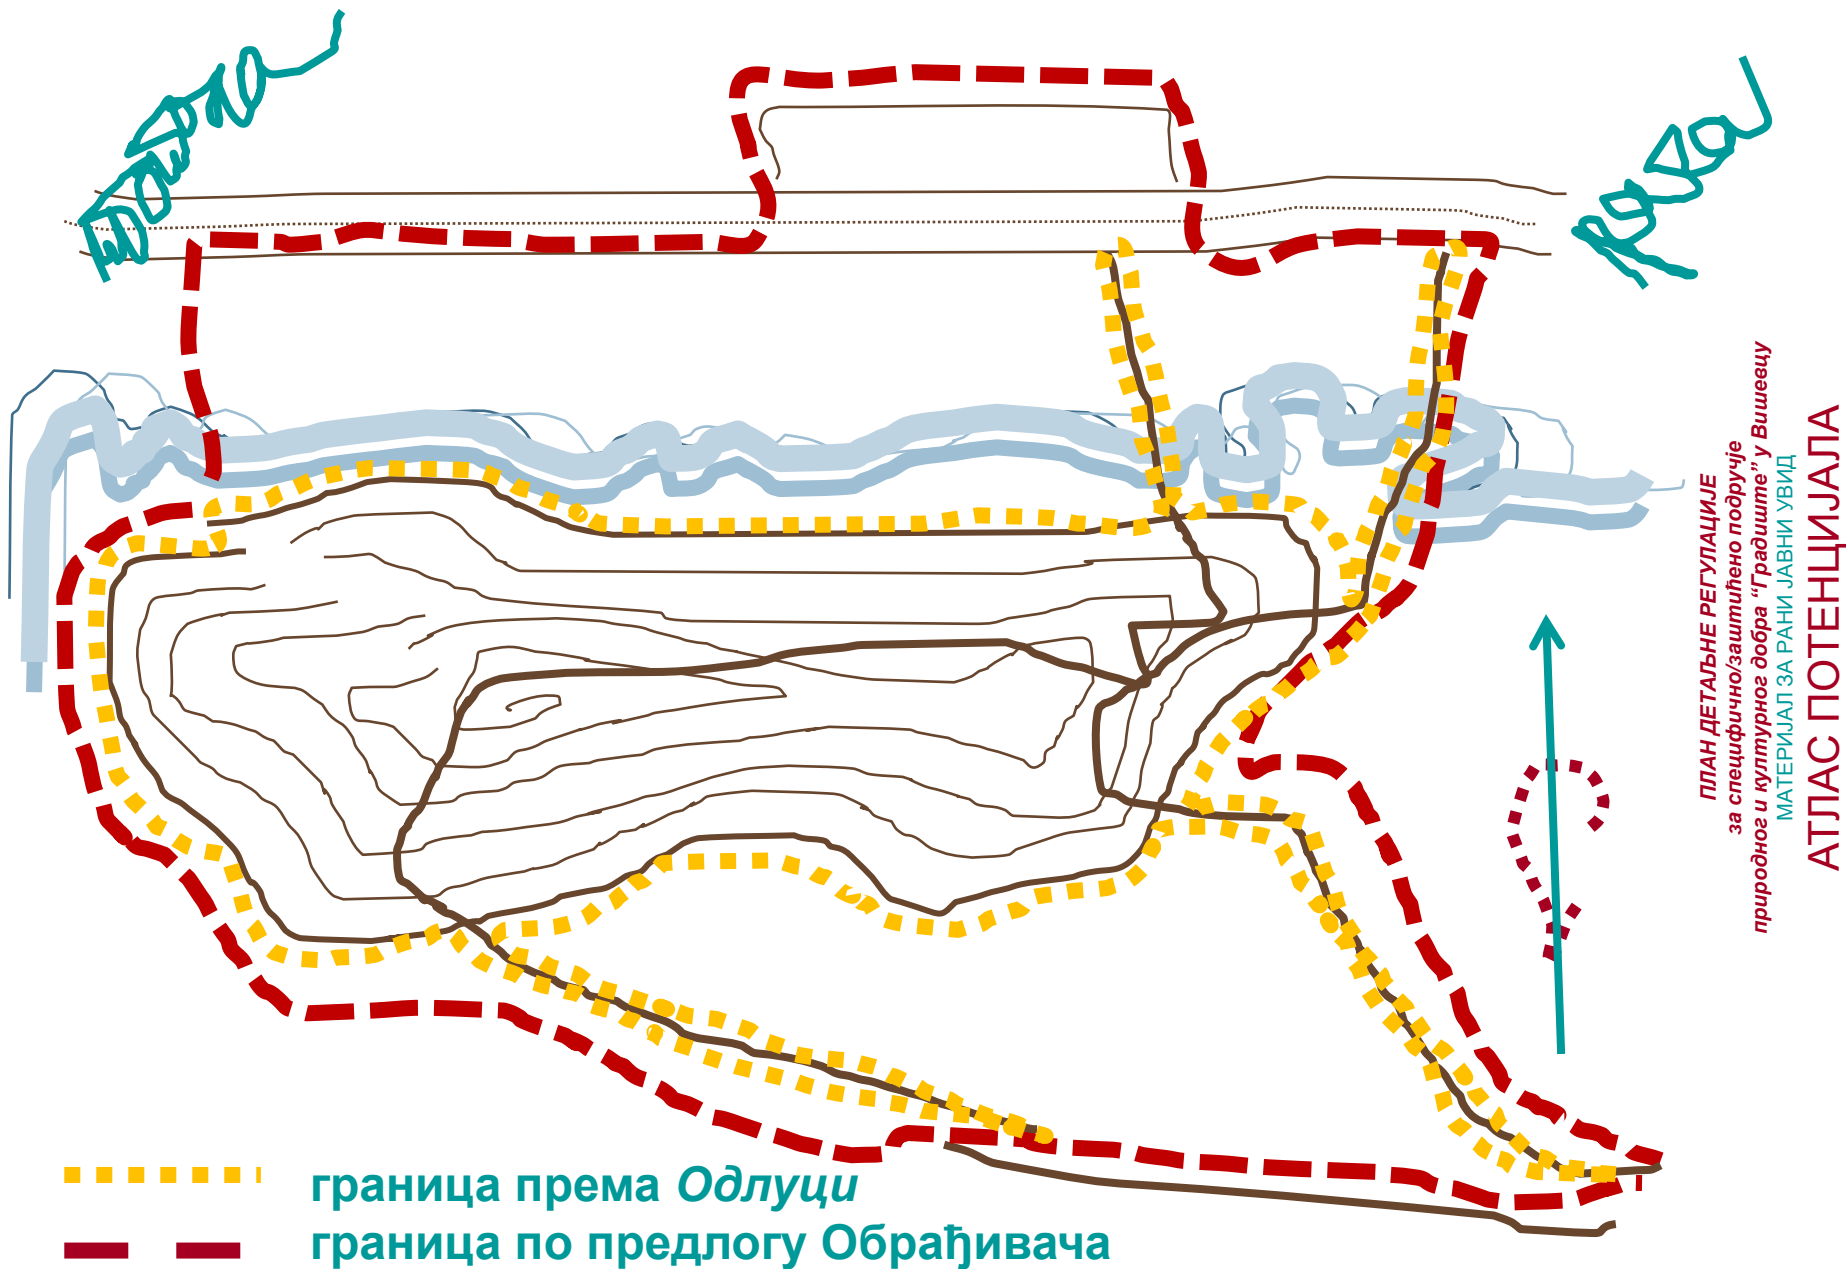 ПЛАН ДЕТАЉНЕ РЕГУЛАЦИЈЕ
за специфично/заштићено подручје
природног и културног добра “Градиште” у Вишевцу
МАТЕРИЈАЛ ЗА РАНИ ЈАВНИ УВИД
АТЛАС ПОТЕНЦИЈАЛА
граница према Одлуци
граница по предлогу Обрађивача